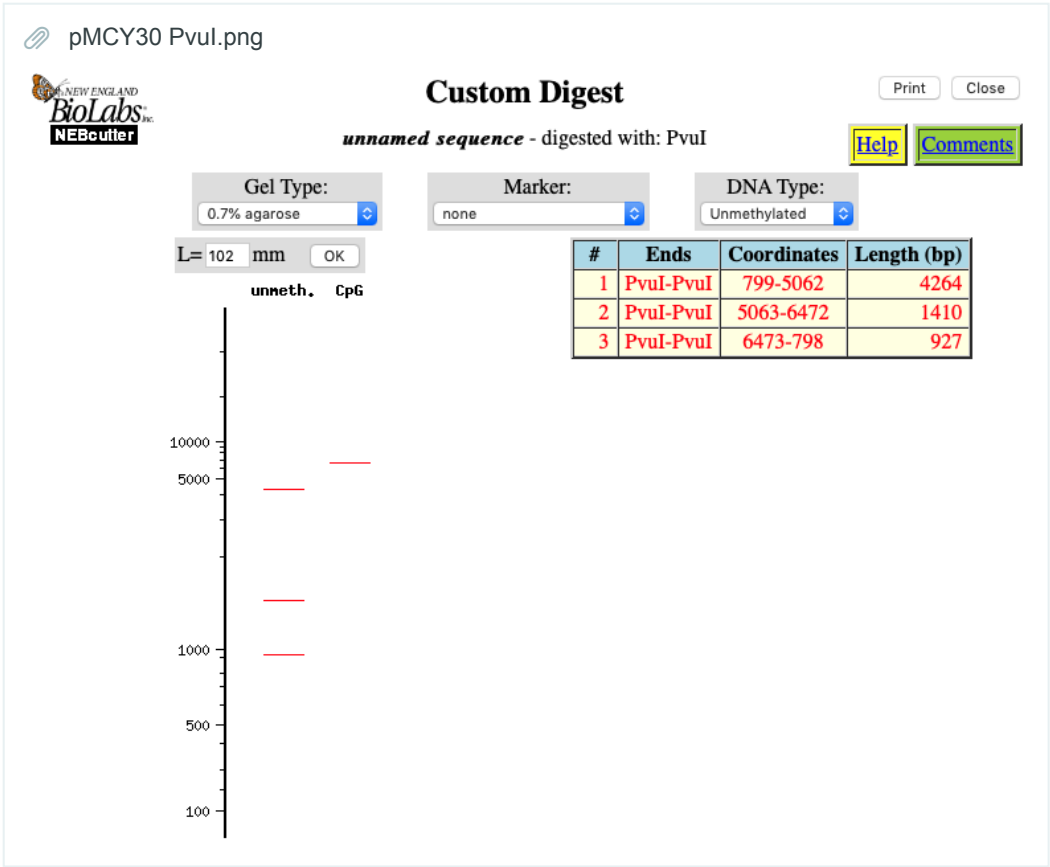 pMCY30 PvuI.png
NEW ENGLAND
BioLabs Inc.
NEBcutter
Custom Digest
Print Close
unnamed sequence - digested with: PvuI
Help Comments
Gel Type: Marker: DNA Type:
0.7% agarose none Unmethylated
L= 102 mm OK
# Ends Coordinates Length (bp)
1 PvuI-PvuI 799-5062 4264
2 PvuI-PvuI 5063-6472 1410
3 PvuI-PvuI 6473-798 927
unmeth. CpG
10000
5000
1000
500
100